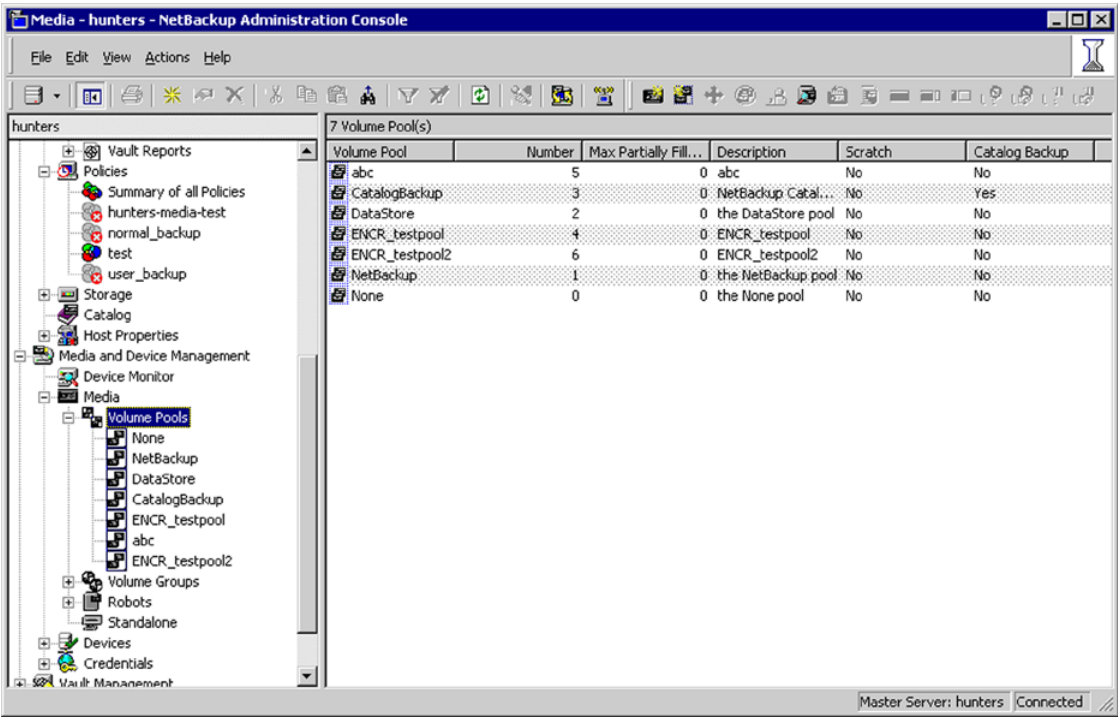 Media - hunters - NetBackup Administration Console
File Edit View Actions Help
hunters
Vault Reports
Policies
Summary of all Policies
hunters-media-test
normal_backup
test
user_backup
Storage
Catalog
Host Properties
Media and Device Management
Device Monitor
Media
Volume Pools
None
NetBackup
DataStore
CatalogBackup
ENCR_testpool
abc
ENCR_testpool2
Volume Groups
Robots
Standalone
Devices
Credentials
Vault Management
7 Volume Pool(s)
Volume Pool Number Max Partially Fill... Description Scratch Catalog Backup
abc 5 0 abc No No
CatalogBackup 3 0 NetBackup Catal... No Yes
DataStore 2 0 the DataStore pool No No
ENCR_testpool 4 0 ENCR_testpool No No
ENCR_testpool2 6 0 ENCR_testpool2 No No
NetBackup 1 0 the NetBackup pool No No
None 0 0 the None pool No No
Master Server: hunters Connected